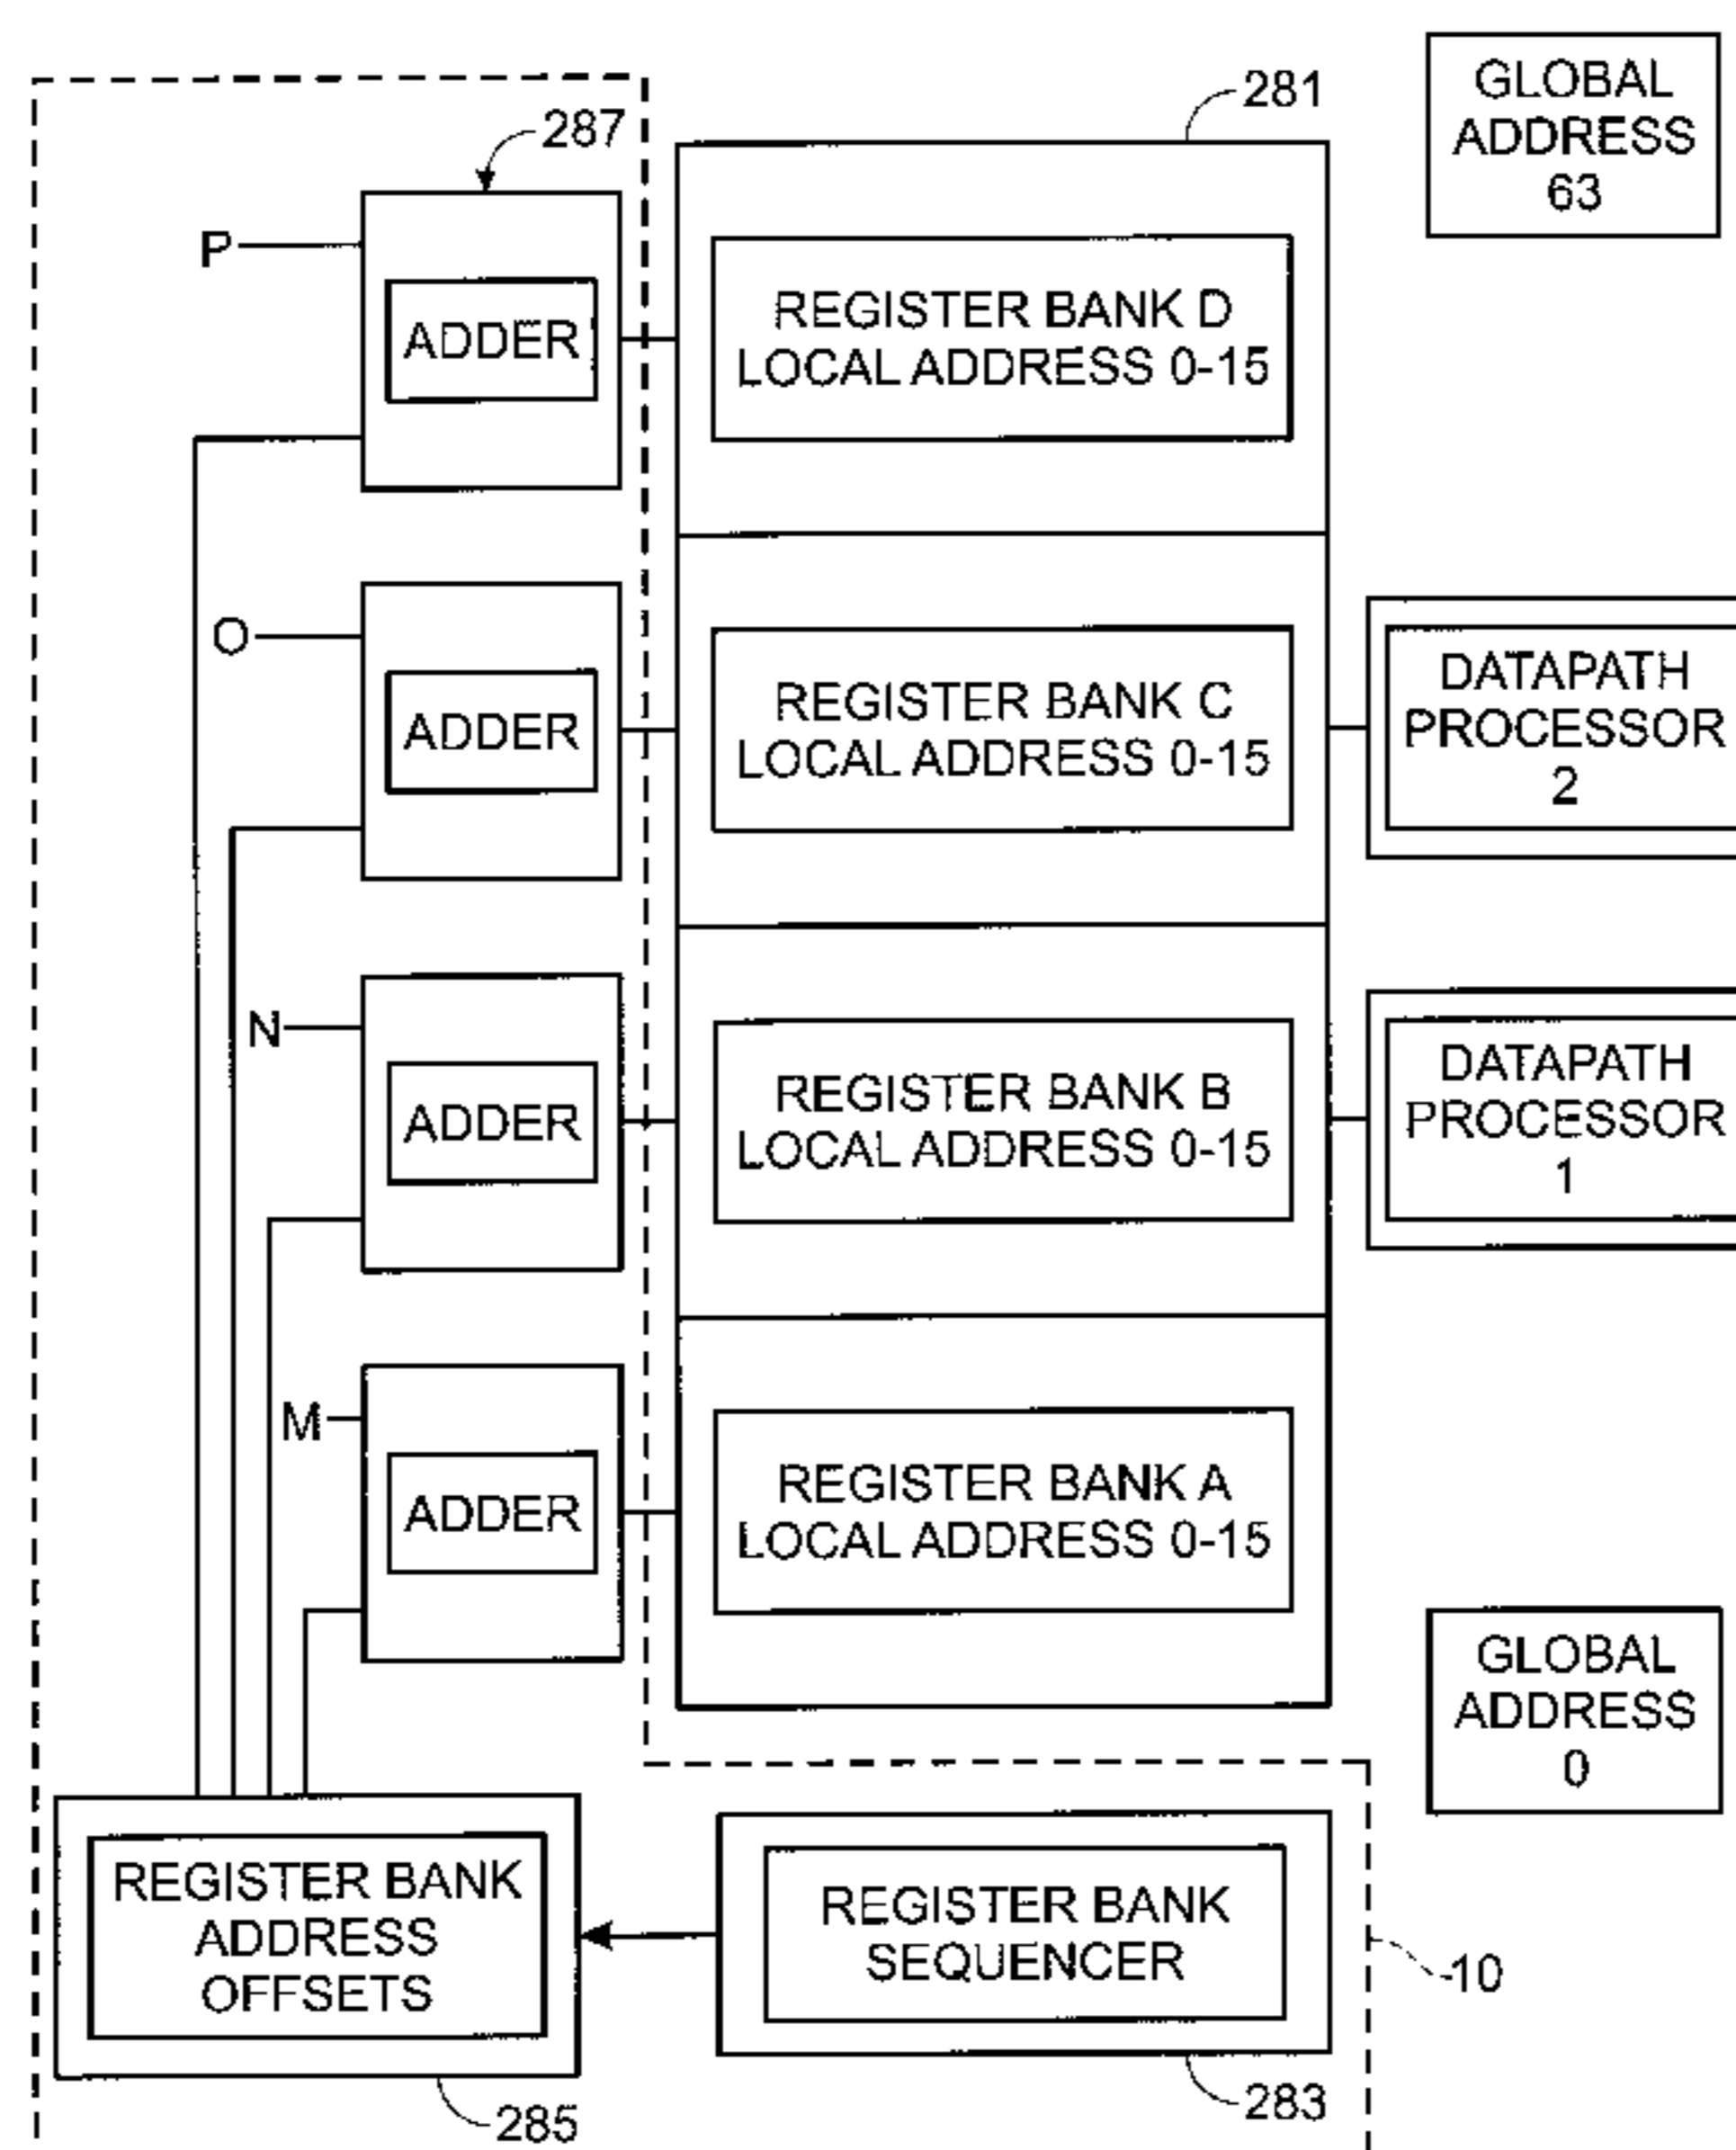 GLOBAL
ADDRESS
63
281
287
P
ADDER
REGISTER BANK D
LOCAL ADDRESS 0-15
O
ADDER
REGISTER BANK C
LOCAL ADDRESS 0-15
DATAPATH
PROCESSOR
2
N
ADDER
REGISTER BANK B
LOCAL ADDRESS 0-15
DATAPATH
PROCESSOR
1
M
ADDER
REGISTER BANK A
LOCAL ADDRESS 0-15
GLOBAL
ADDRESS
0
REGISTER BANK
ADDRESS
OFFSETS
REGISTER BANK
SEQUENCER
10
285
283